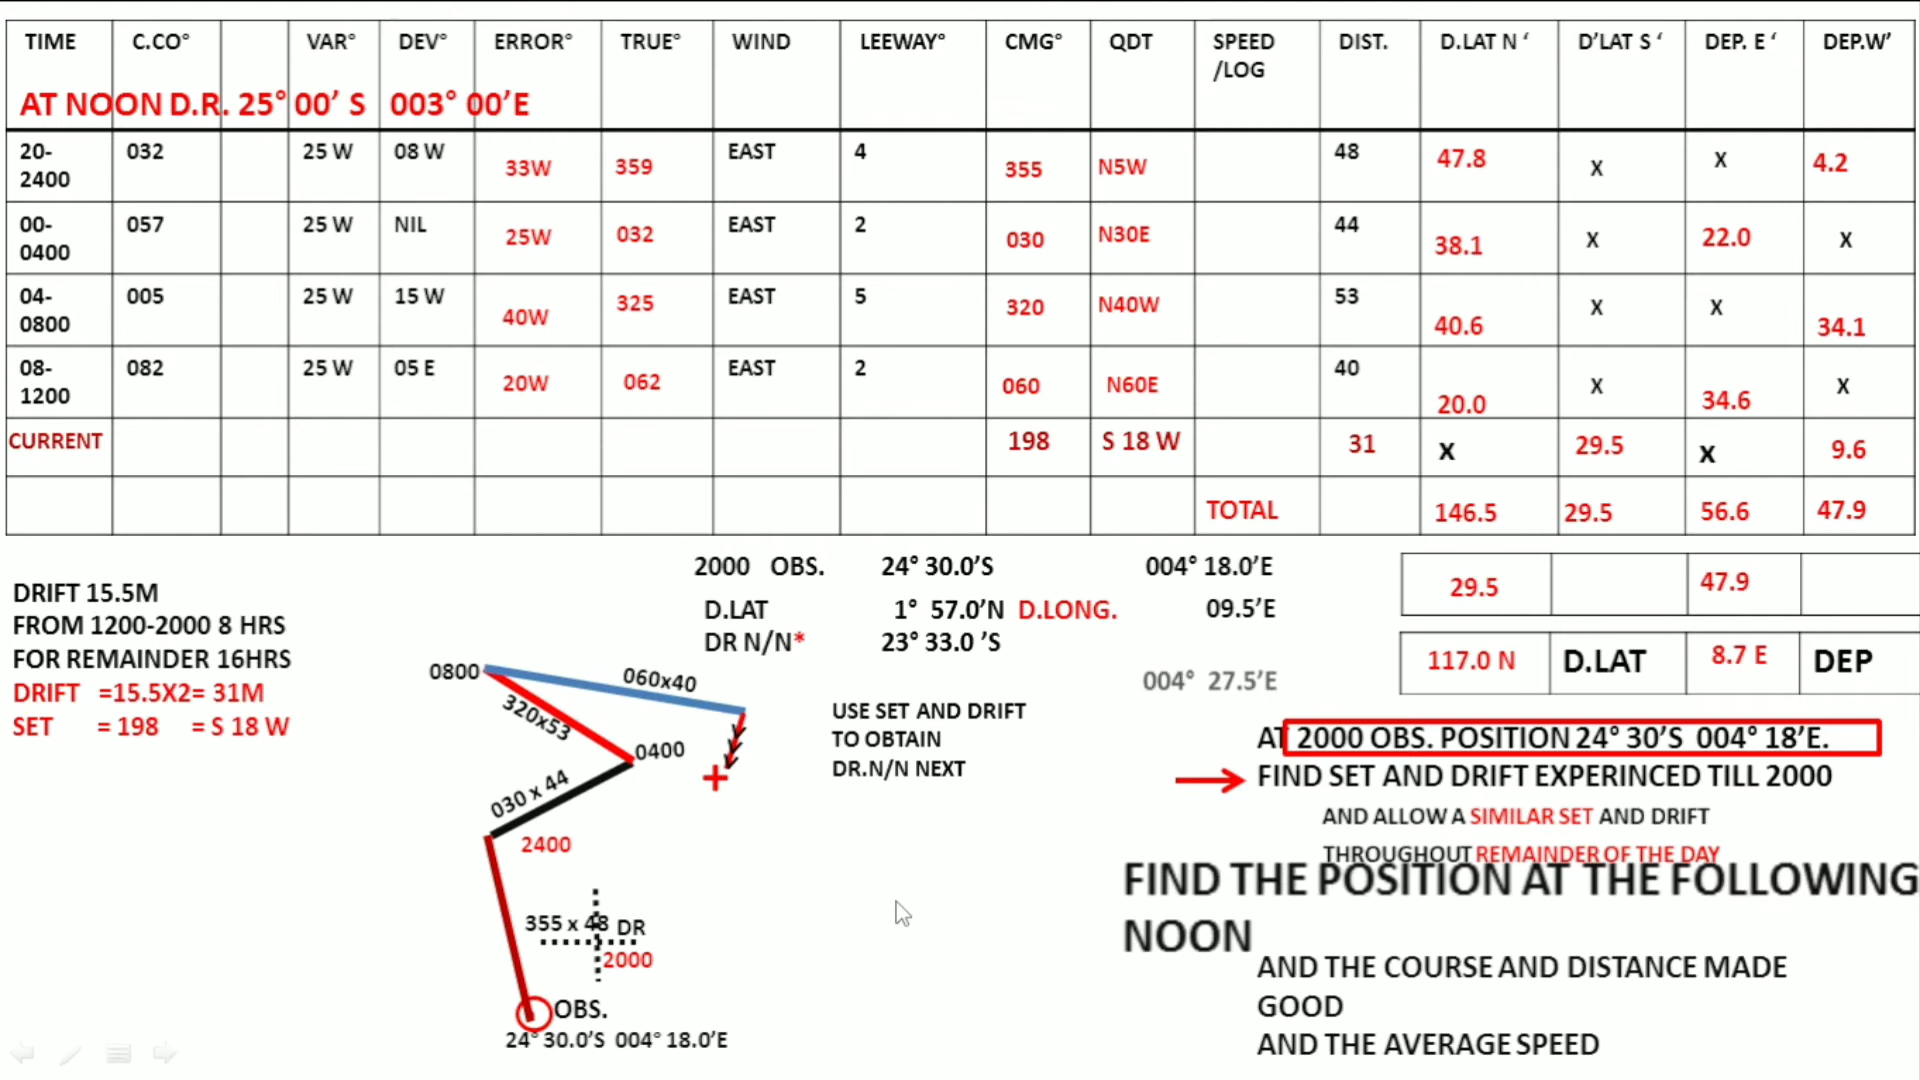 TIME C.CO° VAR° DEV° ERROR° TRUE° WIND LEEWAY° CMG° QDT SPEED /LOG DIST. D.LAT N ‘ D’LAT S ‘ DEP. E ‘ DEP.W’
AT NOON D.R. 25° 00’ S 003° 00’E
20-2400 032 25 W 08 W 33W 359 EAST 4 355 N5W 48 47.8 X X 4.2
00-0400 057 25 W NIL 25W 032 EAST 2 030 N30E 44 38.1 X 22.0 X
04-0800 005 25 W 15 W 40W 325 EAST 5 320 N40W 53 40.6 X X 34.1
08-1200 082 25 W 05 E 20W 062 EAST 2 060 N60E 40 20.0 X 34.6 X
CURRENT 198 S 18 W 31 X 29.5 X 9.6
TOTAL 146.5 29.5 56.6 47.9
29.5 47.9
117.0 N D.LAT 8.7 E DEP
DRIFT 15.5M
FROM 1200-2000 8 HRS
FOR REMAINDER 16HRS
DRIFT =15.5X2= 31M
SET = 198 = S 18 W
2000 OBS. 24° 30.0’S 004° 18.0’E
D.LAT 1° 57.0’N D.LONG. 09.5’E
DR N/N* 23° 33.0 ’S
004° 27.5’E
0800
060x40
320x53
0400
030 x 44
2400
355 x 48 DR
2000
OBS.
24° 30.0’S 004° 18.0’E
USE SET AND DRIFT
TO OBTAIN
DR.N/N NEXT
AT 2000 OBS. POSITION 24° 30’S 004° 18’E.
FIND SET AND DRIFT EXPERINCED TILL 2000
AND ALLOW A SIMILAR SET AND DRIFT
THROUGHOUT REMAINDER OF THE DAY
FIND THE POSITION AT THE FOLLOWING
NOON
AND THE COURSE AND DISTANCE MADE
GOOD
AND THE AVERAGE SPEED